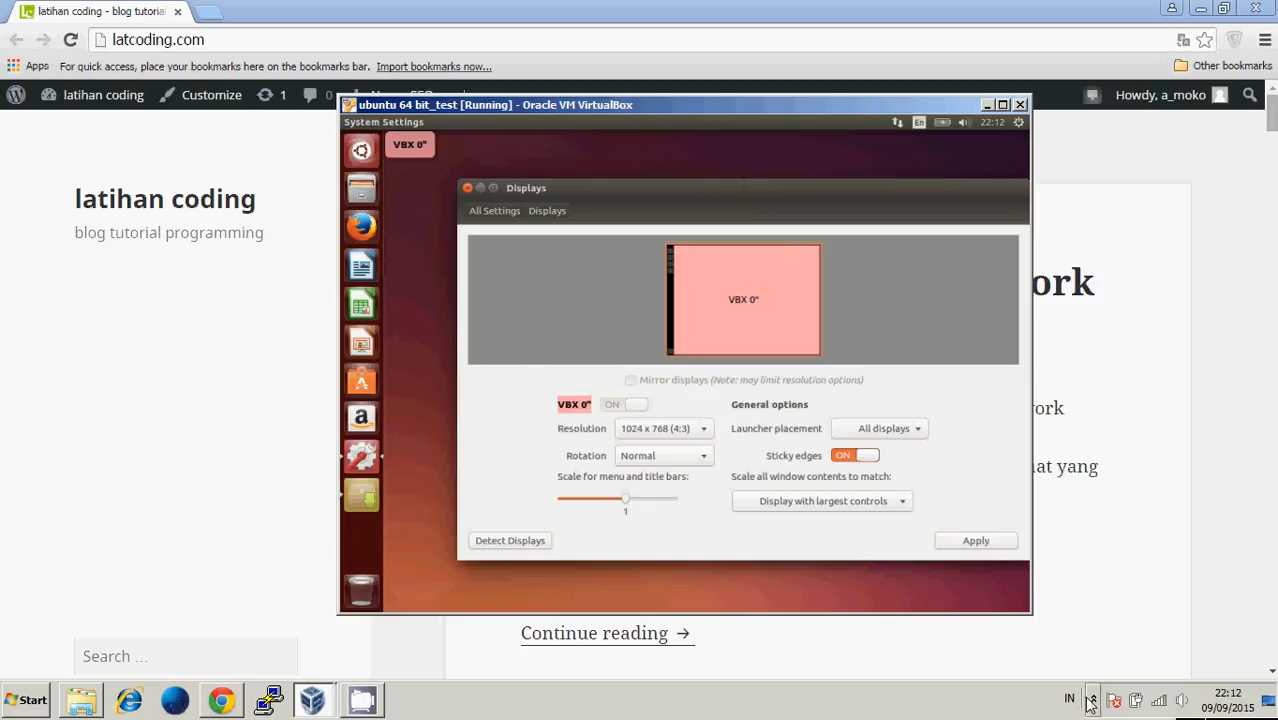 latihan coding - blog tutorial
latcoding.com
Apps For quick access, place your bookmarks here on the bookmarks bar. Import bookmarks now... Other bookmarks
latihan coding Customize 1 0 Howdy, a_moko
ubuntu 64 bit_test [Running] - Oracle VM VirtualBox
System Settings En 22:12
VBX 0"
Displays
All Settings Displays
latihan coding
blog tutorial programming
VBX 0"
ork
Mirror displays (Note: may limit resolution options)
VBX 0" ON General options
ork
Resolution 1024 x 768 (4:3) Launcher placement All displays
Rotation Normal Sticky edges ON
at yang
Scale for menu and title bars: Scale all window contents to match:
Display with largest controls
1
Detect Displays Apply
Continue reading →
Search ...
Start IN 22:12
09/09/2015